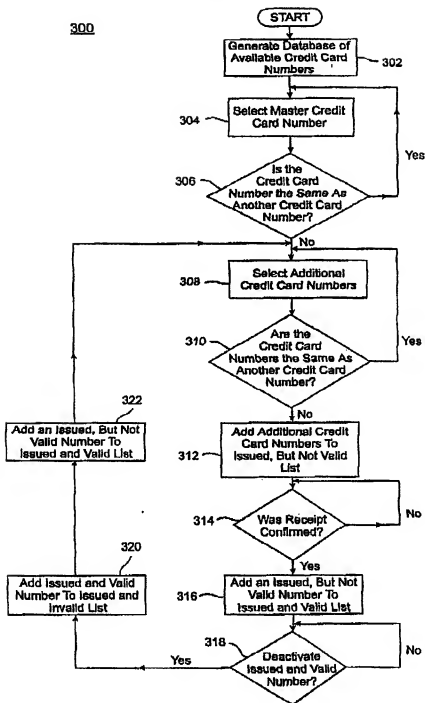 300
START
Generate Database of
Available Credit Card
Numbers
302
304
Select Master Credit
Card Number
Yes
306
Is the
Credit Card
Number the Same As
Another Credit Card
Number?
No
308
Select Additional
Credit Card Numbers
310
Are the
Credit Card
Numbers the Same As
Another Credit Card
Number?
Yes
No
312
Add Additional Credit
Card Numbers To
Issued, But Not Valid
List
314
Was Receipt
Confirmed?
No
Yes
316
Add an Issued, But Not
Valid Number To
Issued and Valid List
318
Deactivate
Issued and Valid
Number?
No
Yes
320
Add Issued and Valid
Number To Issued and
Invalid List
322
Add an Issued, But Not
Valid Number To
Issued and Valid List